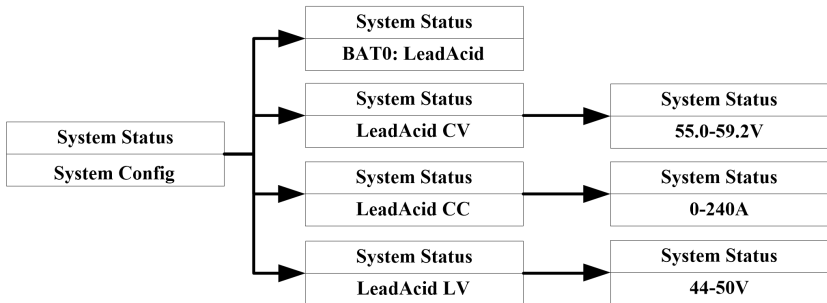 System Status
BAT0: LeadAcid
System Status
LeadAcid CV
System Status
55.0-59.2V
System Status
System Config
System Status
LeadAcid CC
System Status
0-240A
System Status
LeadAcid LV
System Status
44-50V